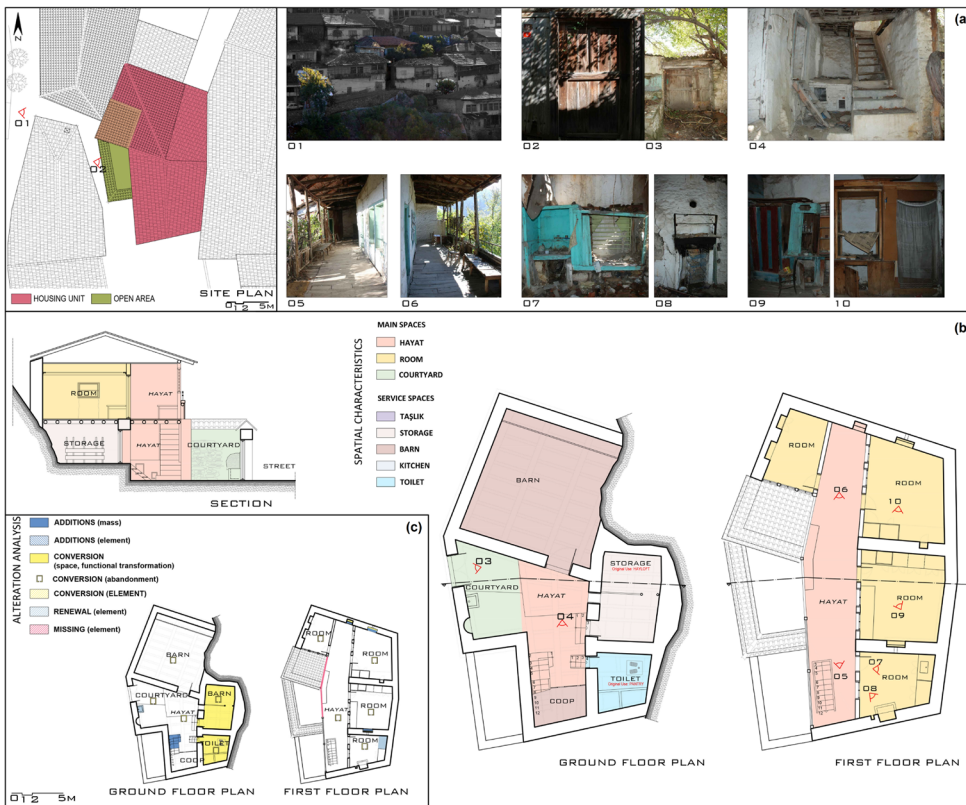 (a)
N
01
02
HOUSING UNIT
OPEN AREA
SITE PLAN
0 1 2 5M
01
02
03
04
05
06
07
08
09
10
(b)
ROOM
HAYAT
STORAGE
HAYAT
COURTYARD
STREET
SECTION
SPATIAL CHARACTERISTICS
MAIN SPACES
HAYAT
ROOM
COURTYARD
SERVICE SPACES
TAŞLIK
STORAGE
BARN
KITCHEN
TOILET
BARN
03
COURTYARD
HAYAT
04
STORAGE
Original Use: HAYLOFT
TOILET
COOP
GROUND FLOOR PLAN
ROOM
06
ROOM
10
HAYAT
ROOM
09
05
07
ROOM
08
FIRST FLOOR PLAN
(c)
ALTERATION ANALYSIS
ADDITIONS (mass)
ADDITIONS (element)
CONVERSION
(space, functional transformation)
CONVERSION (abandonment)
CONVERSION (ELEMENT)
RENEWAL (element)
MISSING (element)
BARN
COURTYARD
HAYAT
BARN
TOILET
COOP
GROUND FLOOR PLAN
ROOM
ROOM
HAYAT
ROOM
ROOM
FIRST FLOOR PLAN
0 1 2 5M